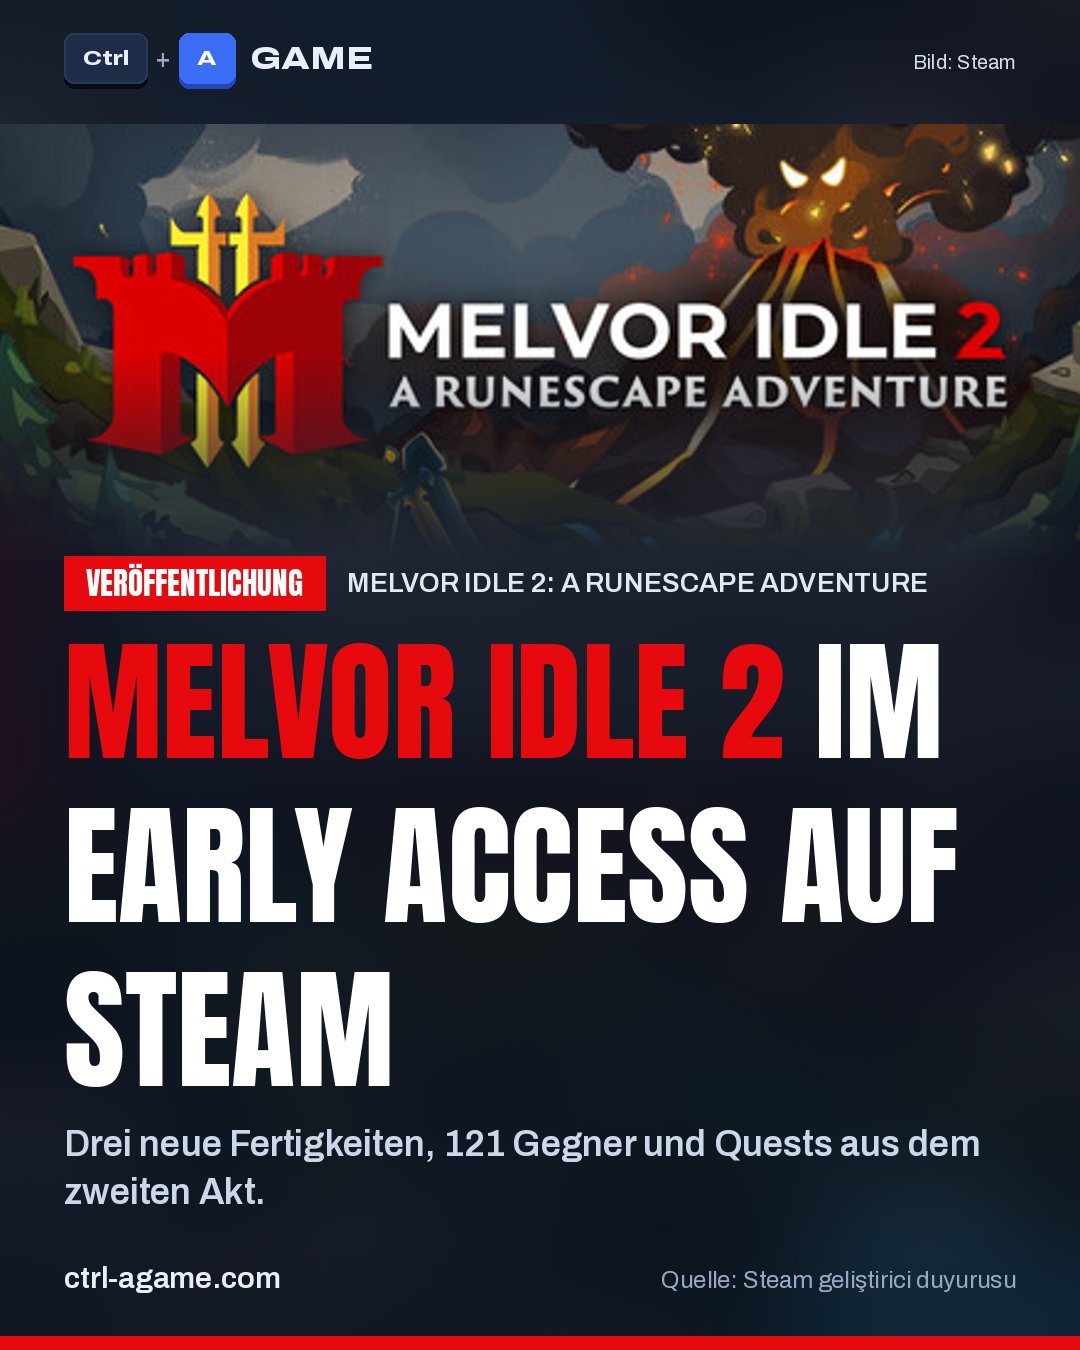 Ctrl + A GAME
Bild: Steam
MELVOR IDLE 2
A RUNESCAPE ADVENTURE
VERÖFFENTLICHUNG
MELVOR IDLE 2: A RUNESCAPE ADVENTURE
MELVOR IDLE 2 IM
EARLY ACCESS AUF
STEAM
Drei neue Fertigkeiten, 121 Gegner und Quests aus dem
zweiten Akt.
ctrl-agame.com
Quelle: Steam geliştirici duyurusu